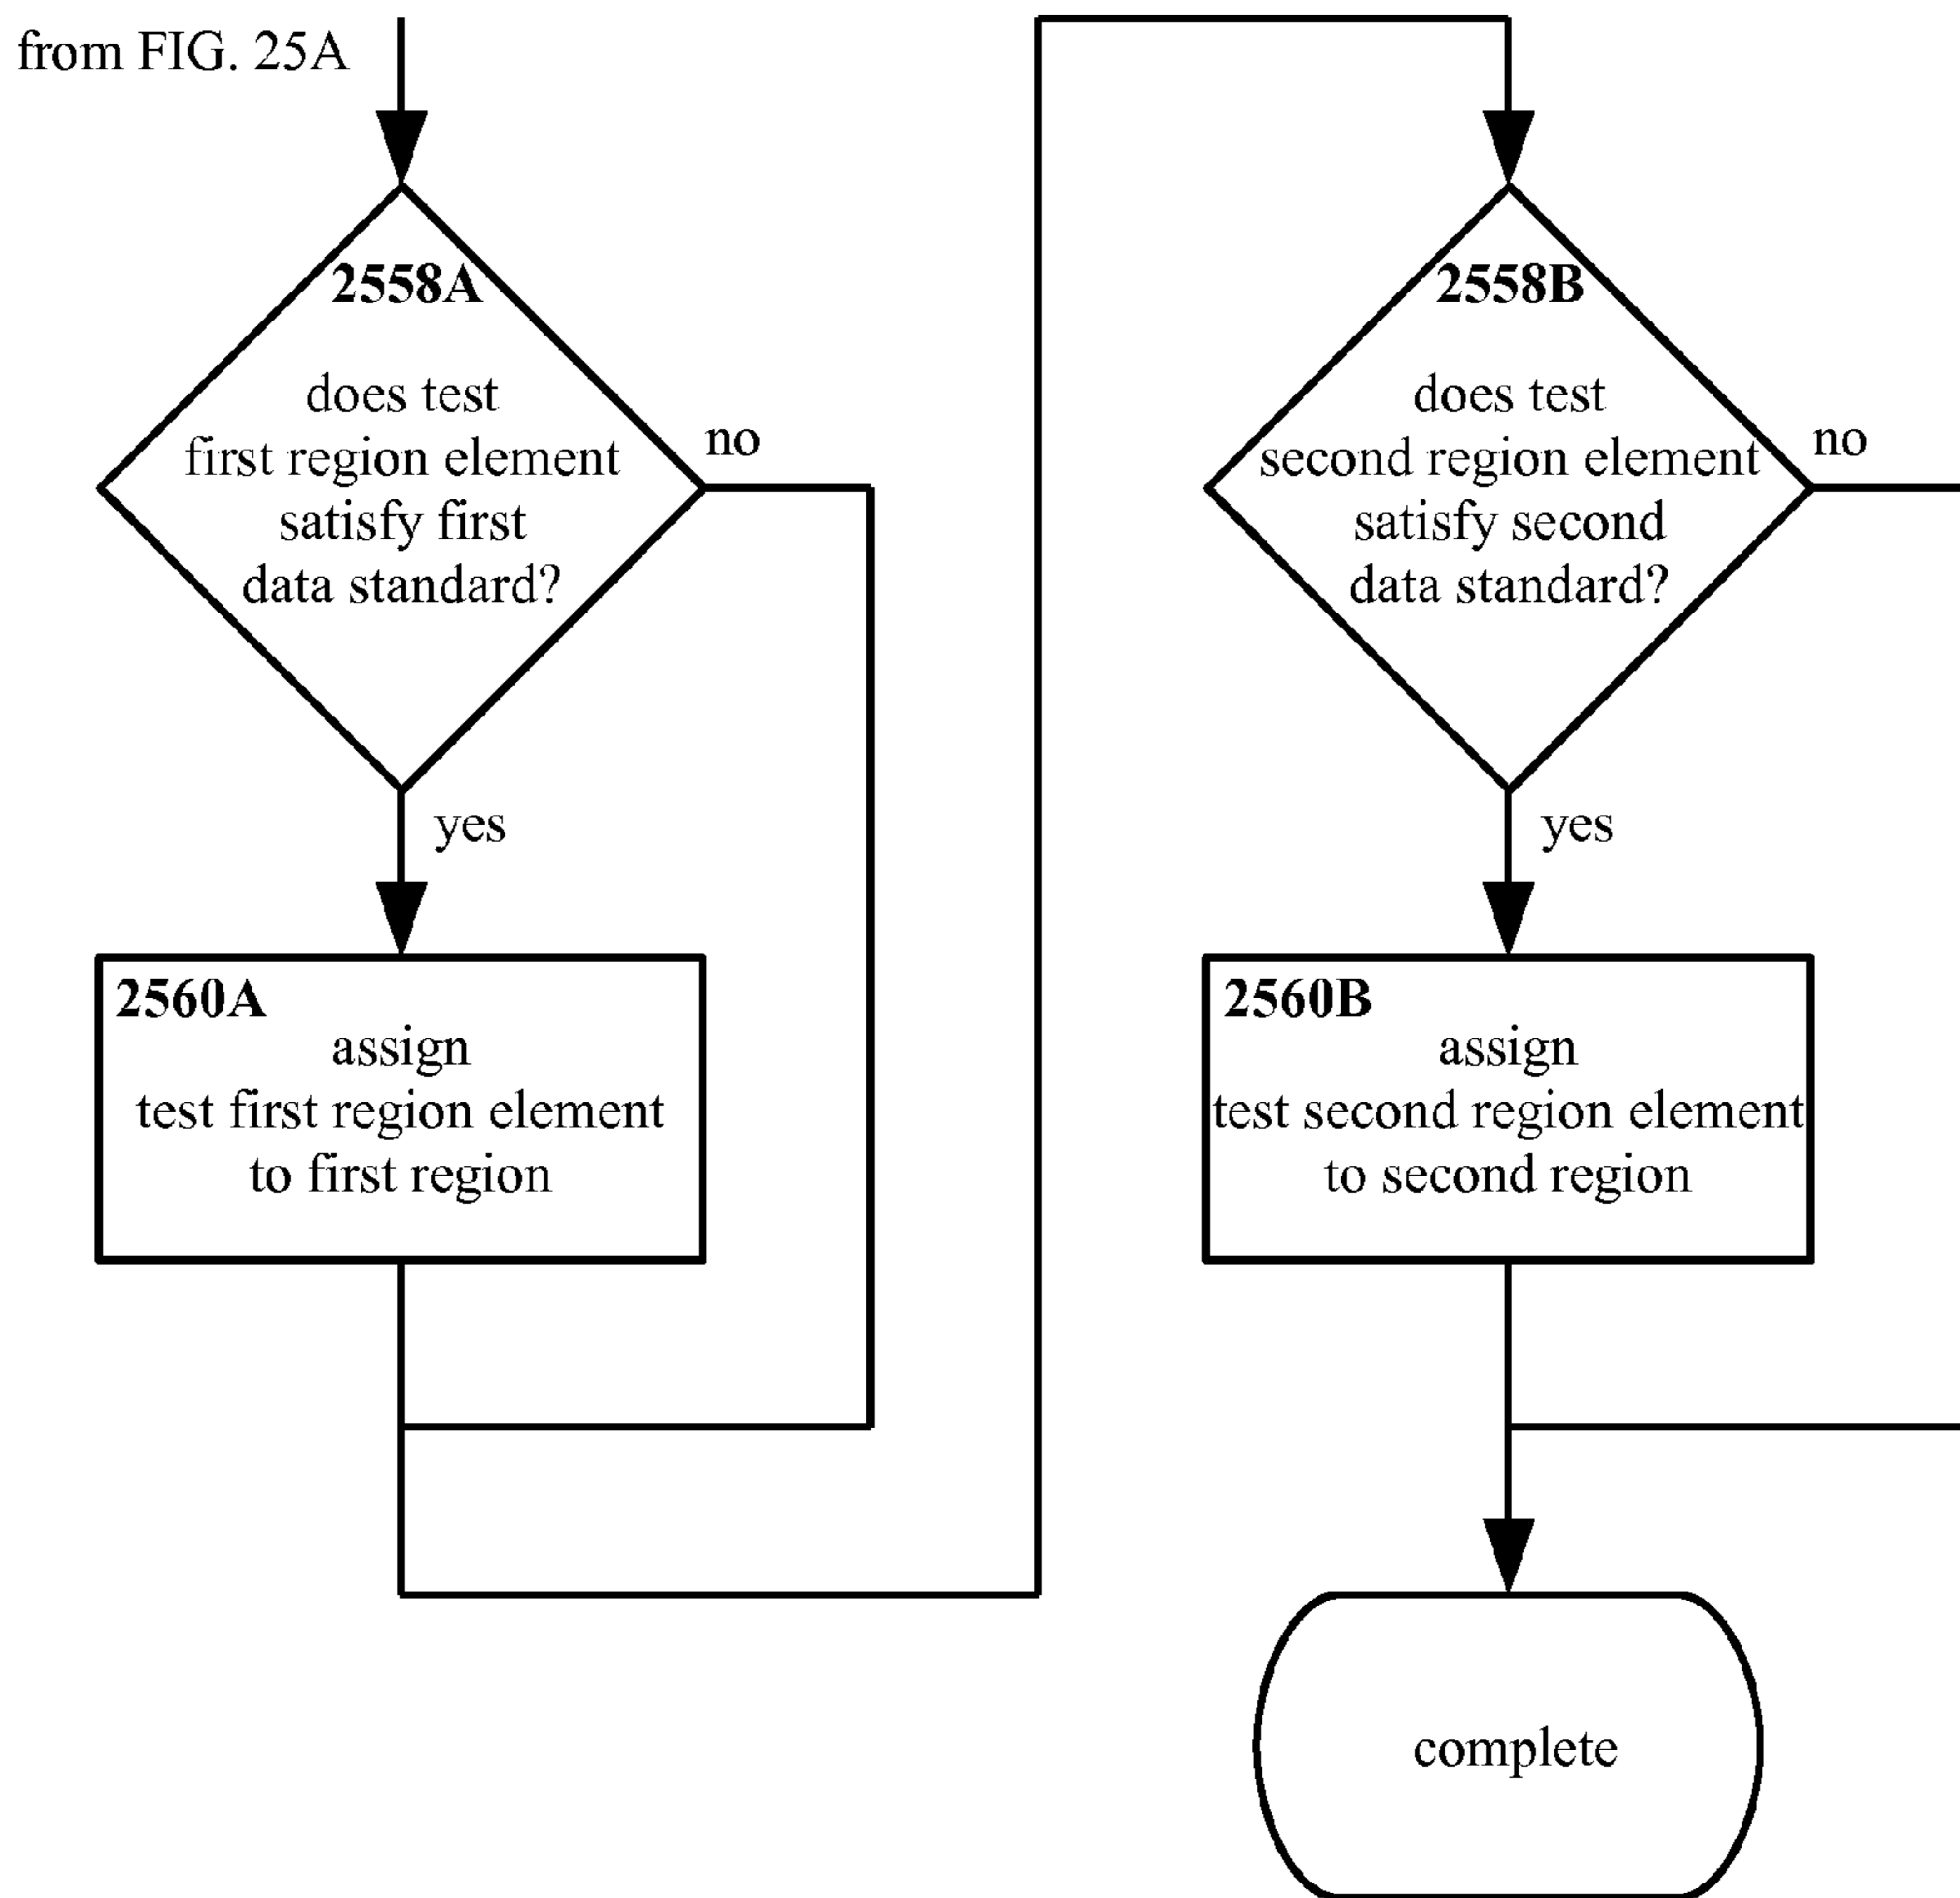 from FIG. 25A
2558A
does test
first region element
satisfy first
data standard?
no
yes
2560A
assign
test first region element
to first region
2558B
does test
second region element
satisfy second
data standard?
no
yes
2560B
assign
test second region element
to second region
complete